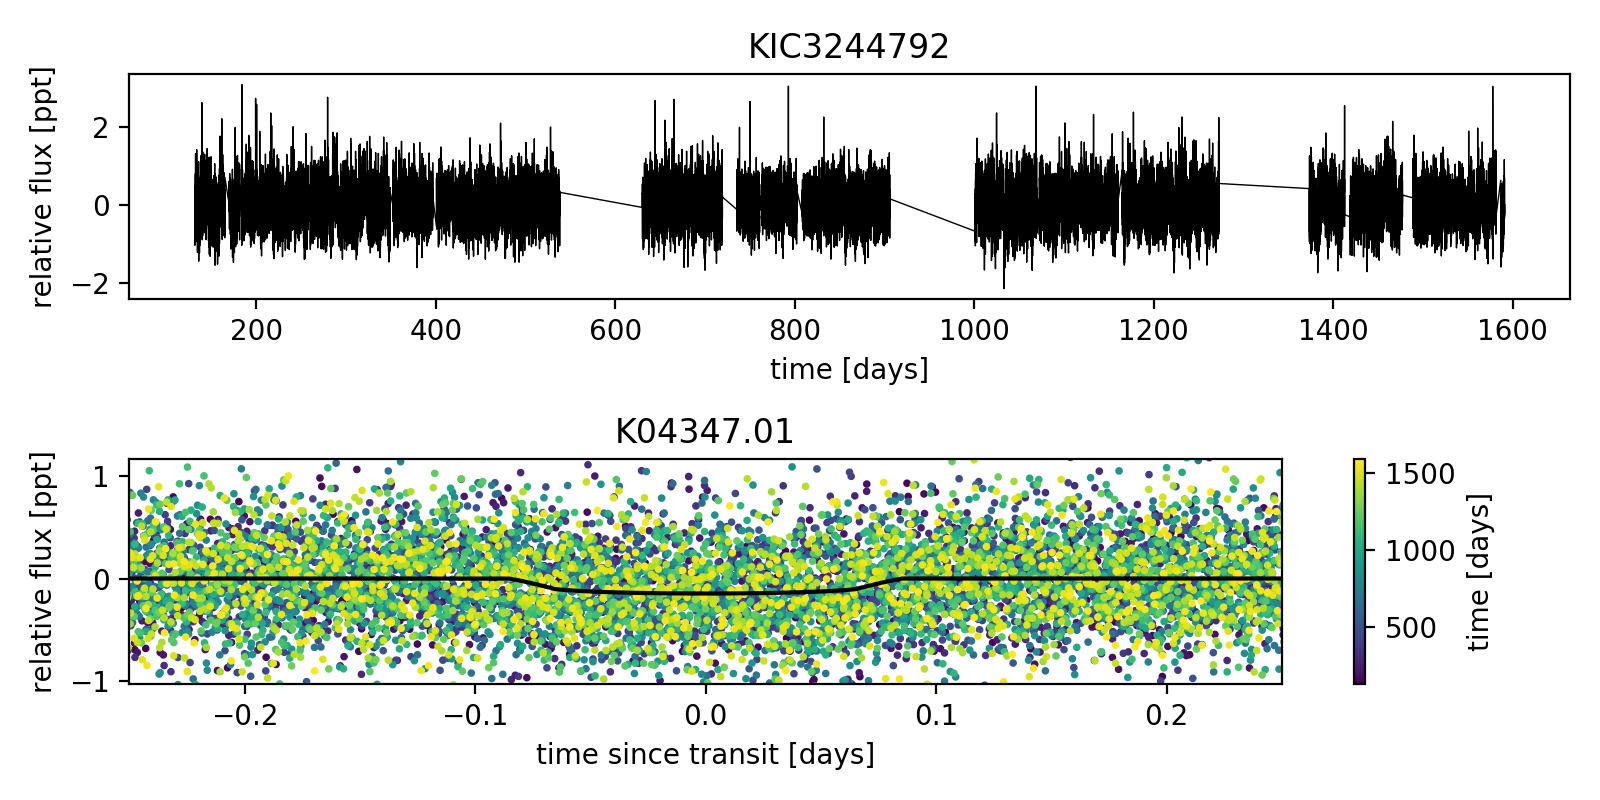 KIC3244792
relative flux [ppt]
2
0
−2
200 400 600 800 1000 1200 1400 1600
time [days]
K04347.01
relative flux [ppt]
1
0
−1
−0.2 −0.1 0.0 0.1 0.2
time since transit [days]
1500
1000
500
time [days]